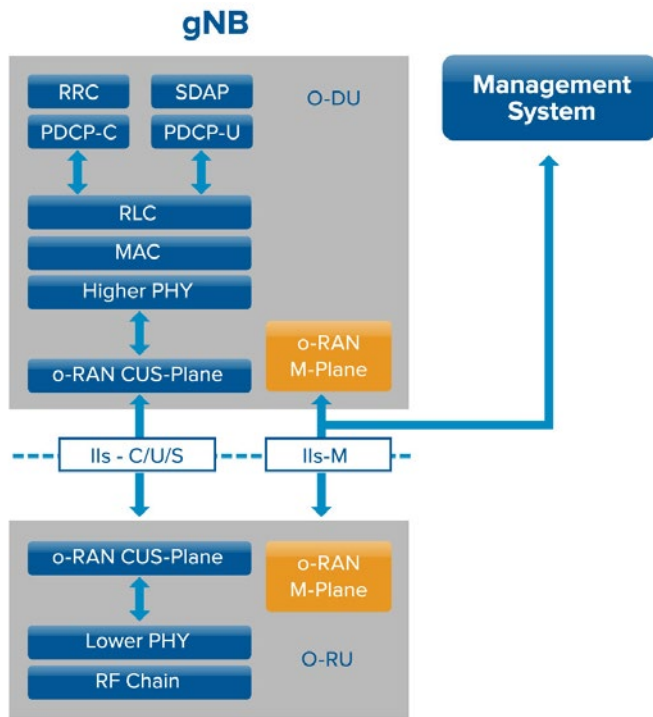 gNB
RRC
SDAP
O-DU
PDCP-C
PDCP-U
RLC
MAC
Higher PHY
o-RAN CUS-Plane
o-RAN
M-Plane
Management
System
IIs - C/U/S
IIs-M
o-RAN CUS-Plane
o-RAN
M-Plane
Lower PHY
RF Chain
O-RU